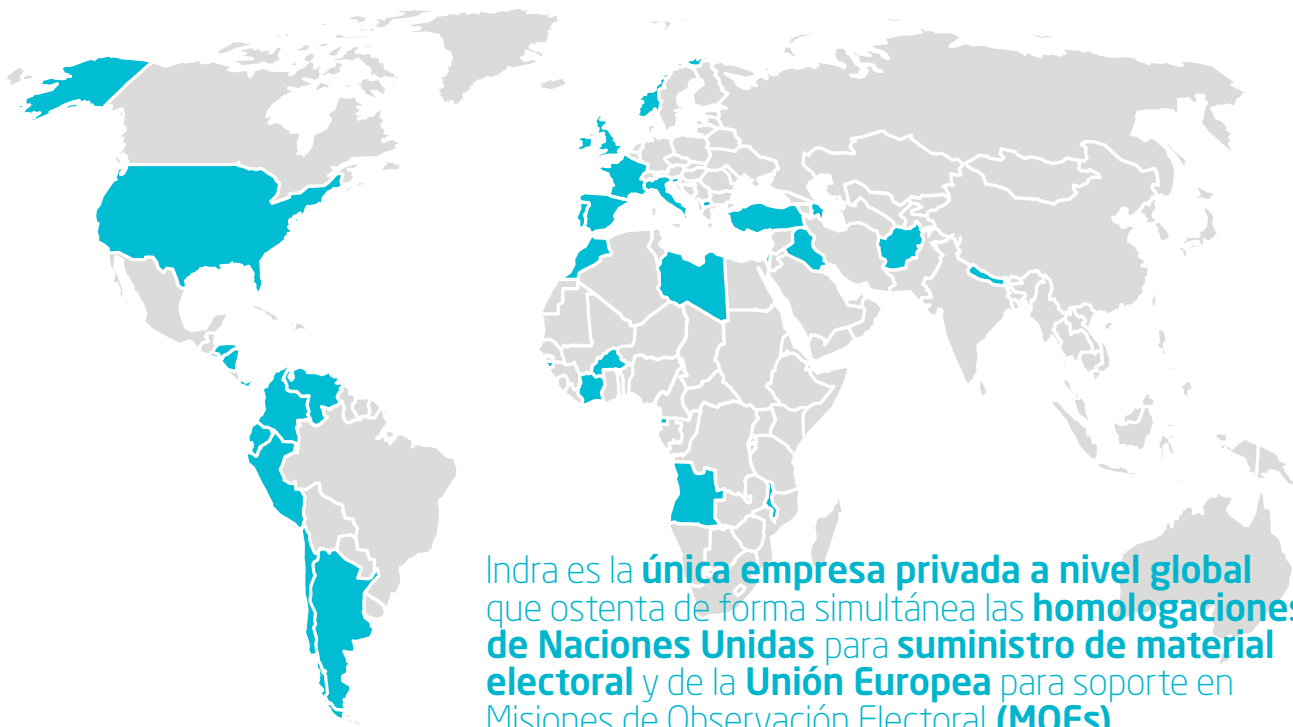 Indra es la única empresa privada a nivel global
que ostenta de forma simultánea las homologaciones
de Naciones Unidas para suministro de material
electoral y de la Unión Europea para soporte en
Misiones de Observación Electoral (MOEs)